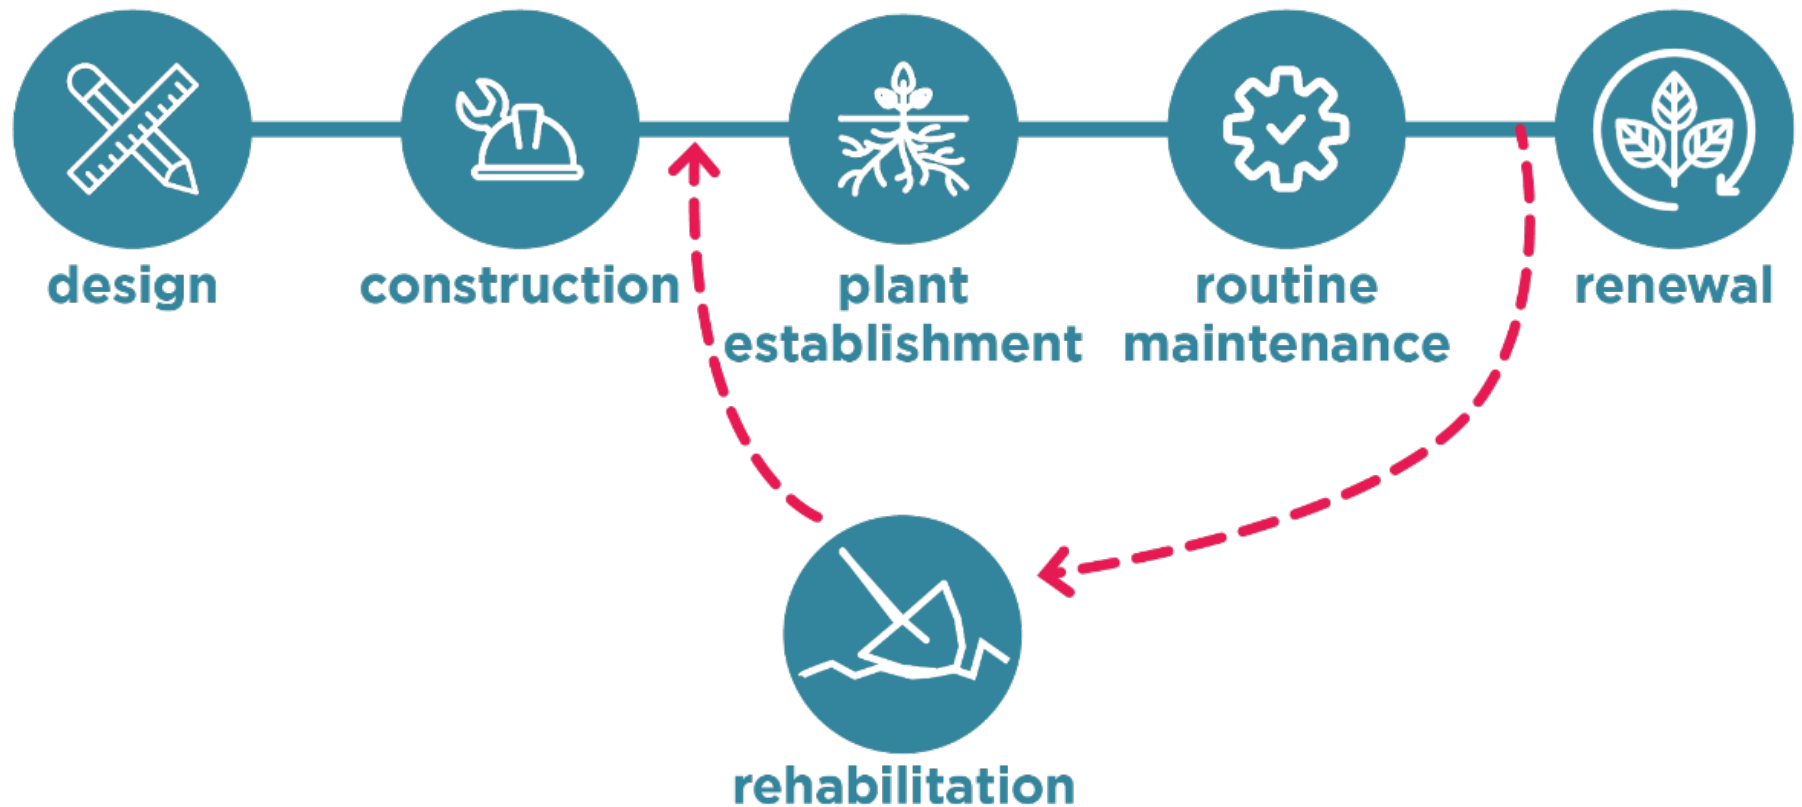 design
construction
plant
establishment
routine
maintenance
renewal
rehabilitation